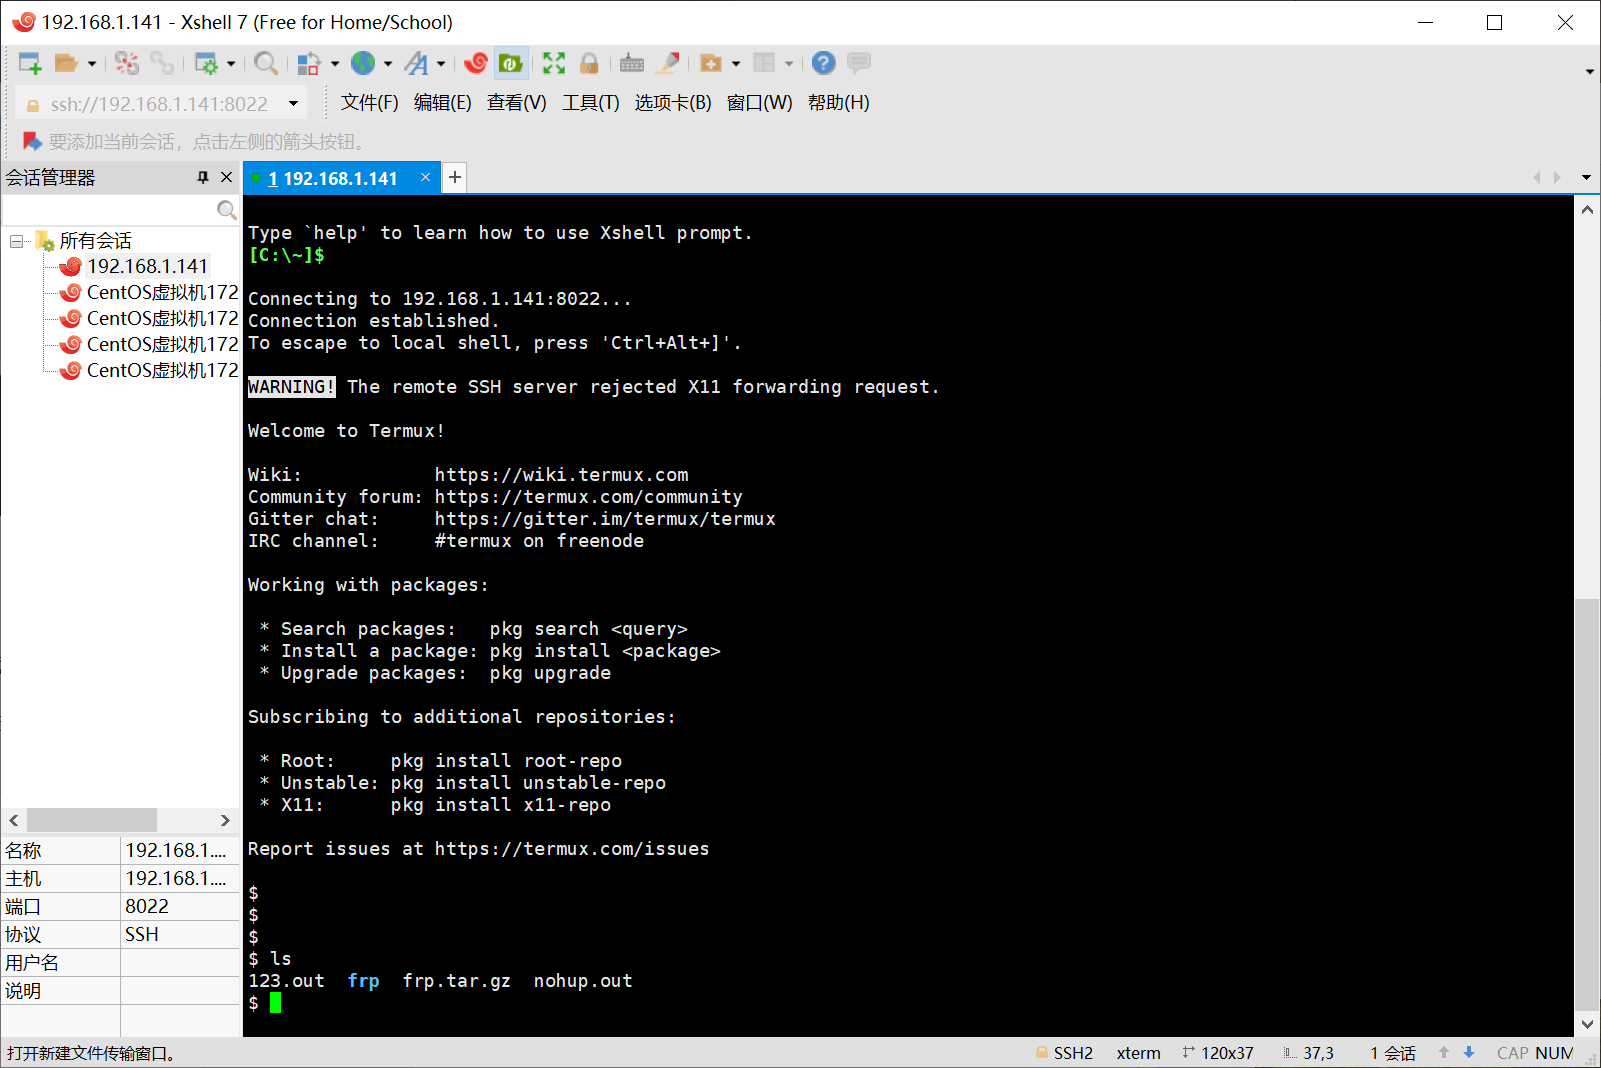 192.168.1.141 - Xshell 7 (Free for Home/School)
ssh://192.168.1.141:8022
文件(F) 编辑(E) 查看(V) 工具(T) 选项卡(B) 窗口(W) 帮助(H)
要添加当前会话，点击左侧的箭头按钮。
会话管理器
1 192.168.1.141
所有会话
192.168.1.141
CentOS虚拟机172
CentOS虚拟机172
CentOS虚拟机172
CentOS虚拟机172
名称 192.168.1....
主机 192.168.1....
端口 8022
协议 SSH
用户名
说明
Type `help' to learn how to use Xshell prompt.
[C:\~]$
Connecting to 192.168.1.141:8022...
Connection established.
To escape to local shell, press 'Ctrl+Alt+]'.
WARNING! The remote SSH server rejected X11 forwarding request.
Welcome to Termux!
Wiki: https://wiki.termux.com
Community forum: https://termux.com/community
Gitter chat: https://gitter.im/termux/termux
IRC channel: #termux on freenode
Working with packages:
* Search packages: pkg search <query>
* Install a package: pkg install <package>
* Upgrade packages: pkg upgrade
Subscribing to additional repositories:
* Root: pkg install root-repo
* Unstable: pkg install unstable-repo
* X11: pkg install x11-repo
Report issues at https://termux.com/issues
$
$
$
$ ls
123.out frp frp.tar.gz nohup.out
$
打开新建文件传输窗口。
SSH2 xterm 120x37 37,3 1 会话 CAP NUM